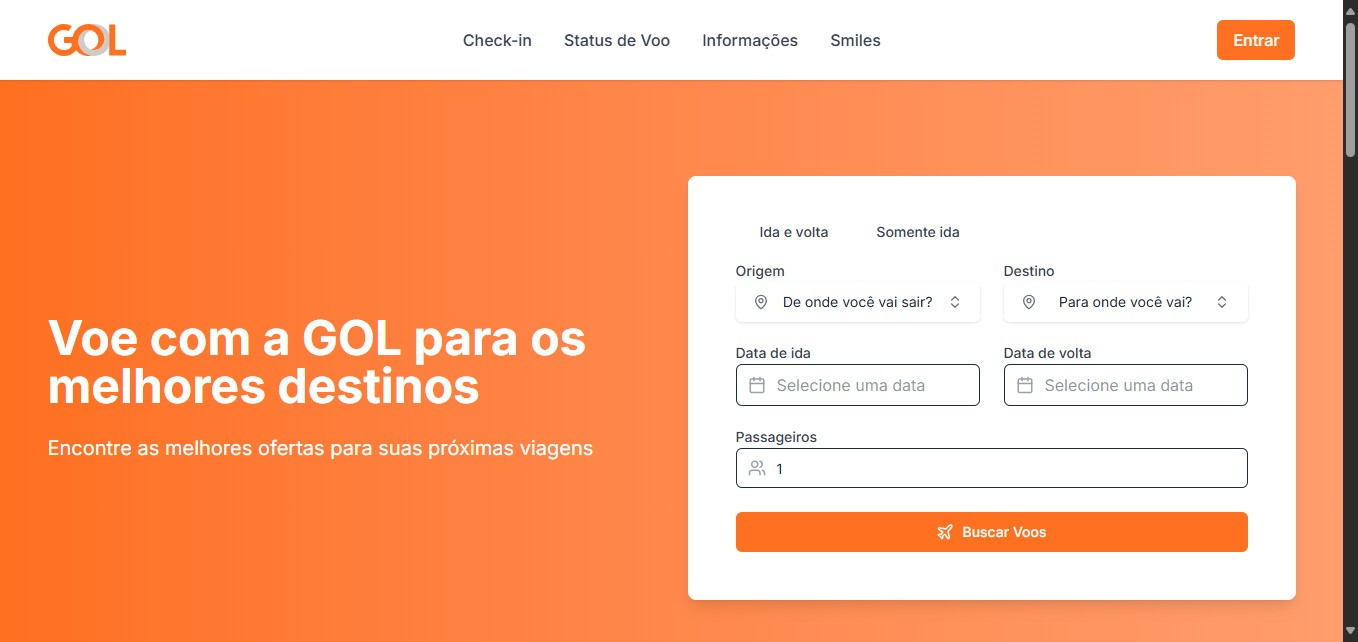 GOL
Check-in
Status de Voo
Informações
Smiles
Entrar
Voe com a GOL para os
melhores destinos
Encontre as melhores ofertas para suas próximas viagens
Ida e volta
Somente ida
Origem
De onde você vai sair?
Destino
Para onde você vai?
Data de ida
Selecione uma data
Data de volta
Selecione uma data
Passageiros
1
Buscar Voos